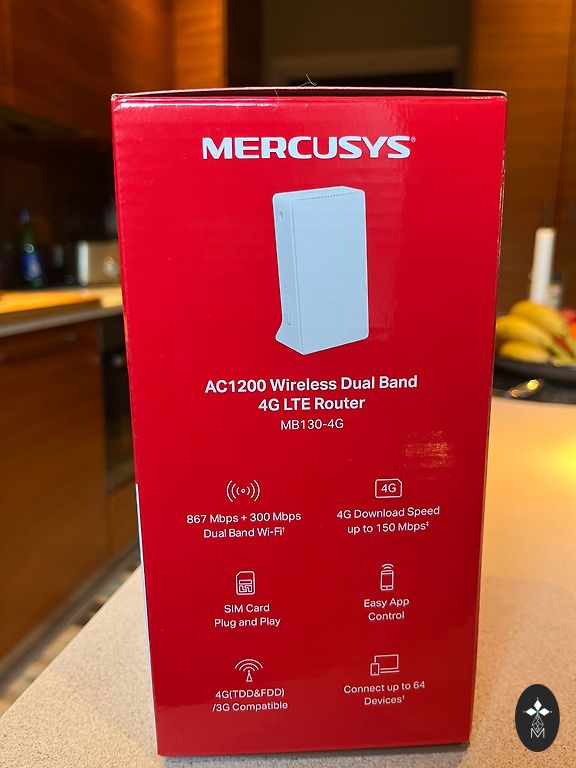 MERCUSYS®
AC1200 Wireless Dual Band
4G LTE Router
MB130-4G
867 Mbps + 300 Mbps
Dual Band Wi-Fi†
4G
4G Download Speed
up to 150 Mbps‡
SIM Card
Plug and Play
Easy App
Control
4G(TDD&FDD)
/3G Compatible
Connect up to 64
Devices†
M